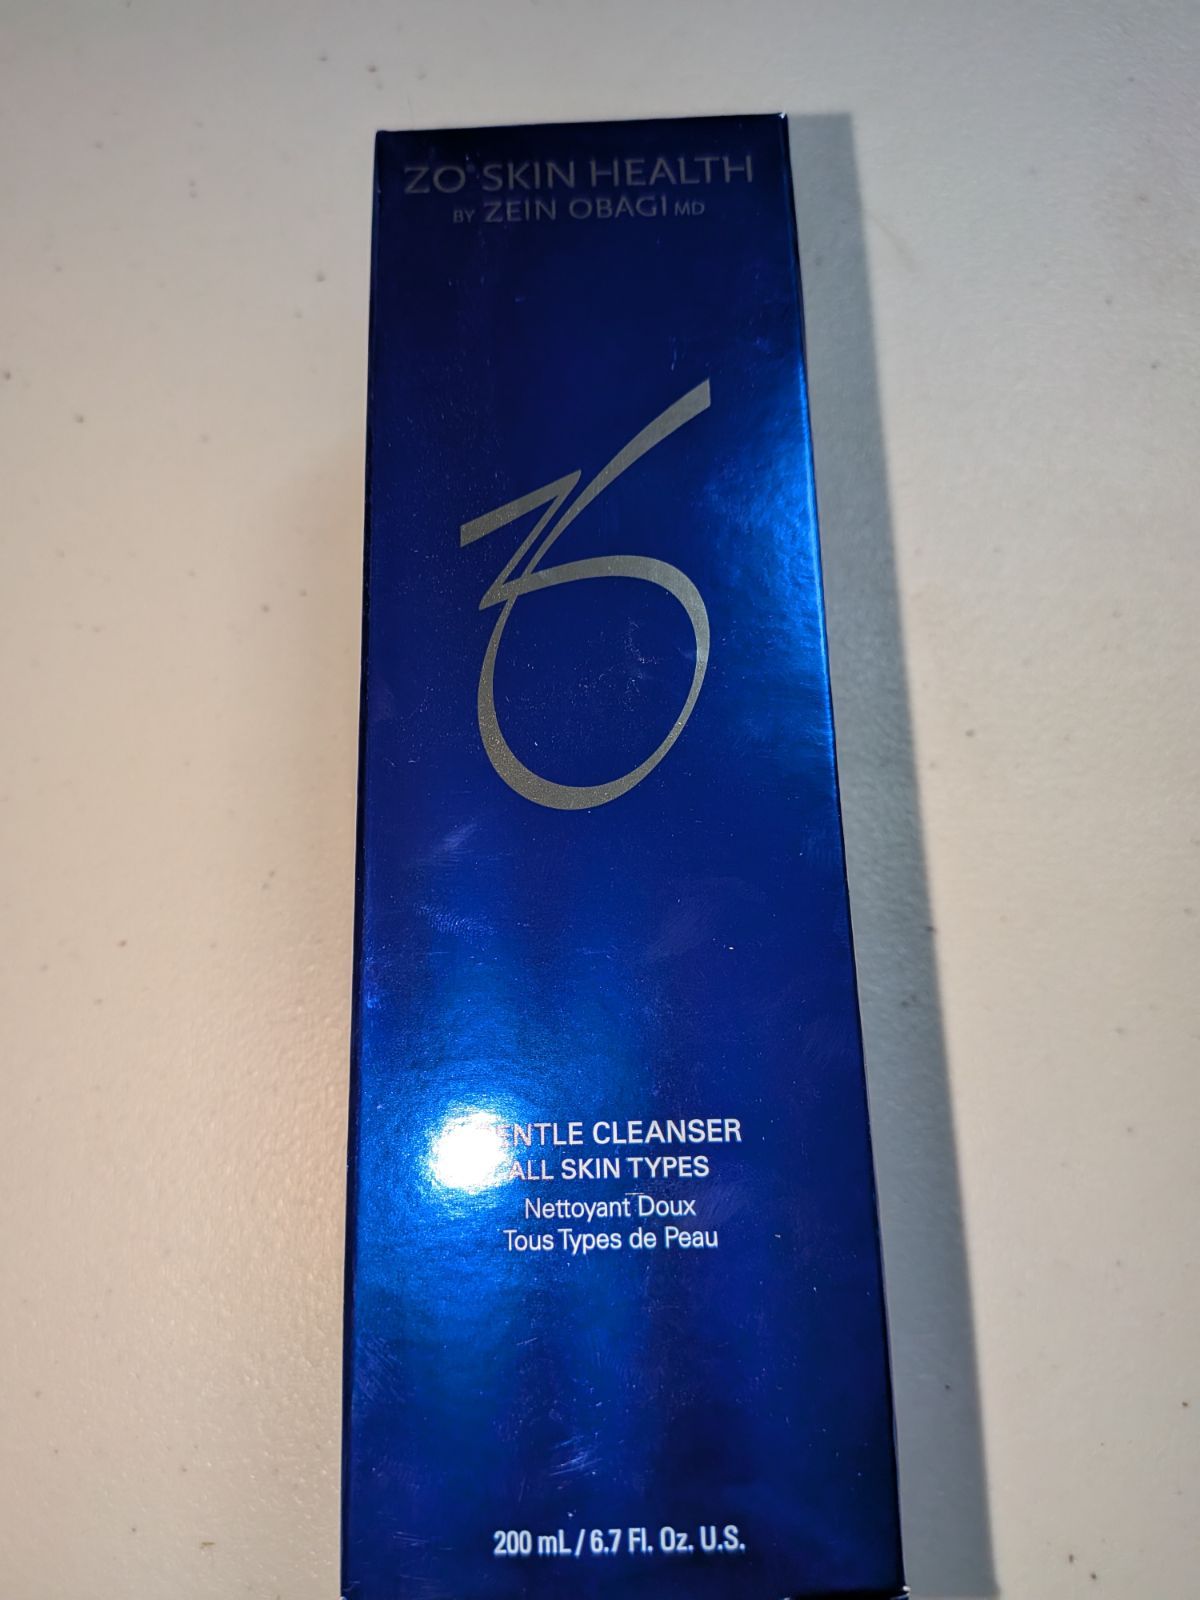 ZO® SKIN HEALTH
BY ZEIN OBAGI MD
ZO
GENTLE CLEANSER
ALL SKIN TYPES
Nettoyant Doux
Tous Types de Peau
200 mL / 6.7 Fl. Oz. U.S.